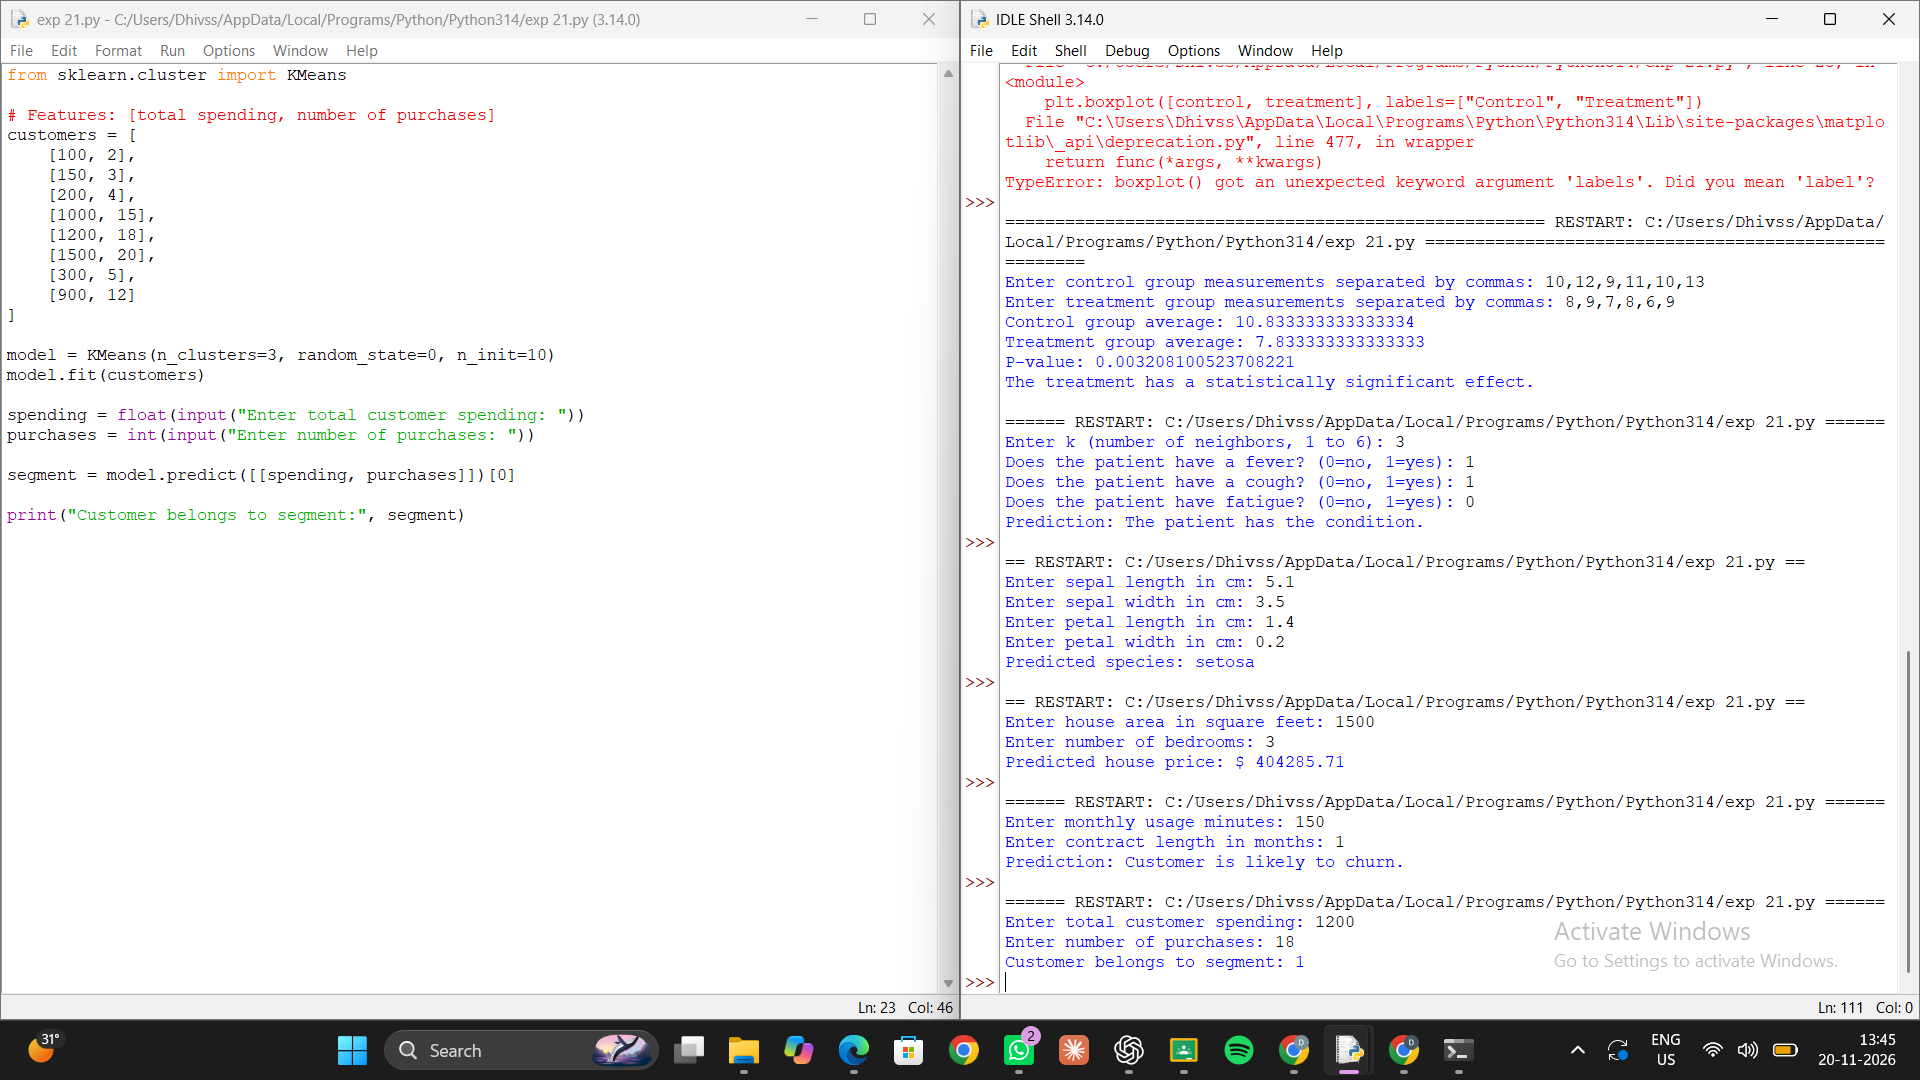 exp 21.py - C:/Users/Dhivss/AppData/Local/Programs/Python/Python314/exp 21.py (3.14.0)
File Edit Format Run Options Window Help
from sklearn.cluster import KMeans
# Features: [total spending, number of purchases]
customers = [
    [100, 2],
    [150, 3],
    [200, 4],
    [1000, 15],
    [1200, 18],
    [1500, 20],
    [300, 5],
    [900, 12]
]
model = KMeans(n_clusters=3, random_state=0, n_init=10)
model.fit(customers)
spending = float(input("Enter total customer spending: "))
purchases = int(input("Enter number of purchases: "))
segment = model.predict([[spending, purchases]])[0]
print("Customer belongs to segment:", segment)
Ln: 23 Col: 46
IDLE Shell 3.14.0
File Edit Shell Debug Options Window Help
<module>
    plt.boxplot([control, treatment], labels=["Control", "Treatment"])
  File "C:\Users\Dhivss\AppData\Local\Programs\Python\Python314\Lib\site-packages\matplo
tlib\_api\deprecation.py", line 477, in wrapper
    return func(*args, **kwargs)
TypeError: boxplot() got an unexpected keyword argument 'labels'. Did you mean 'label'?
>>>
====================================================== RESTART: C:/Users/Dhivss/AppData/
Local/Programs/Python/Python314/exp 21.py ==============================================
========
Enter control group measurements separated by commas: 10,12,9,11,10,13
Enter treatment group measurements separated by commas: 8,9,7,8,6,9
Control group average: 10.833333333333334
Treatment group average: 7.833333333333333
P-value: 0.003208100523708221
The treatment has a statistically significant effect.
====== RESTART: C:/Users/Dhivss/AppData/Local/Programs/Python/Python314/exp 21.py ======
Enter k (number of neighbors, 1 to 6): 3
Does the patient have a fever? (0=no, 1=yes): 1
Does the patient have a cough? (0=no, 1=yes): 1
Does the patient have fatigue? (0=no, 1=yes): 0
Prediction: The patient has the condition.
>>>
== RESTART: C:/Users/Dhivss/AppData/Local/Programs/Python/Python314/exp 21.py ==
Enter sepal length in cm: 5.1
Enter sepal width in cm: 3.5
Enter petal length in cm: 1.4
Enter petal width in cm: 0.2
Predicted species: setosa
>>>
== RESTART: C:/Users/Dhivss/AppData/Local/Programs/Python/Python314/exp 21.py ==
Enter house area in square feet: 1500
Enter number of bedrooms: 3
Predicted house price: $ 404285.71
>>>
====== RESTART: C:/Users/Dhivss/AppData/Local/Programs/Python/Python314/exp 21.py ======
Enter monthly usage minutes: 150
Enter contract length in months: 1
Prediction: Customer is likely to churn.
>>>
====== RESTART: C:/Users/Dhivss/AppData/Local/Programs/Python/Python314/exp 21.py ======
Enter total customer spending: 1200
Enter number of purchases: 18
Customer belongs to segment: 1
>>>
Activate Windows
Go to Settings to activate Windows.
Ln: 111 Col: 0
31°
Search
2
D
D
ENG
US
13:45
20-11-2026